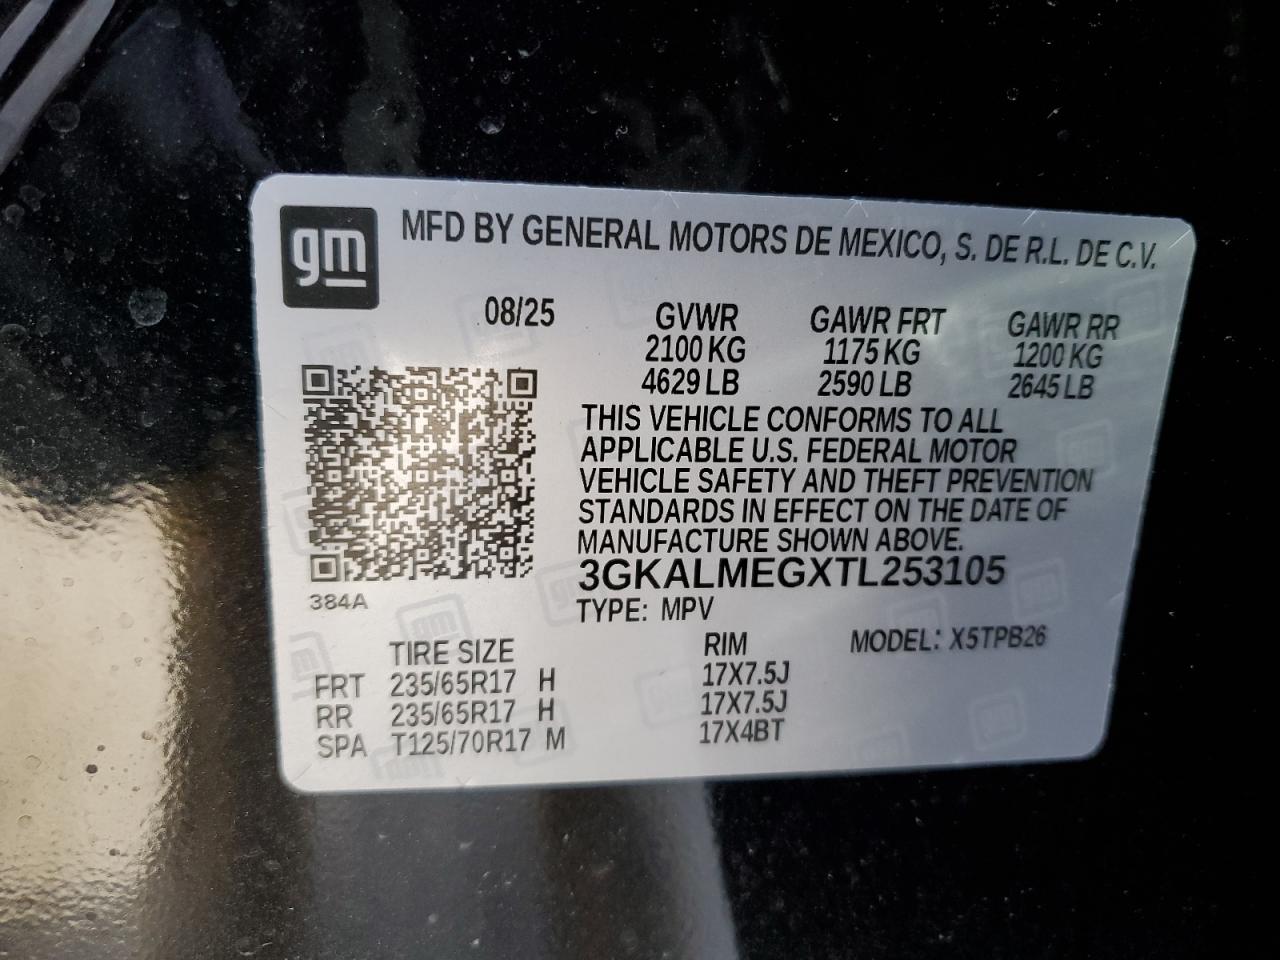 gm
MFD BY GENERAL MOTORS DE MEXICO, S. DE R.L. DE C.V.
08/25 GVWR GAWR FRT GAWR RR
2100 KG 1175 KG 1200 KG
4629 LB 2590 LB 2645 LB
THIS VEHICLE CONFORMS TO ALL
APPLICABLE U.S. FEDERAL MOTOR
VEHICLE SAFETY AND THEFT PREVENTION
STANDARDS IN EFFECT ON THE DATE OF
MANUFACTURE SHOWN ABOVE.
3GKALMEGXTL253105
384A
TYPE: MPV
TIRE SIZE RIM MODEL: X5TPB26
FRT 235/65R17 H 17X7.5J
RR 235/65R17 H 17X7.5J
SPA T125/70R17 M 17X4BT